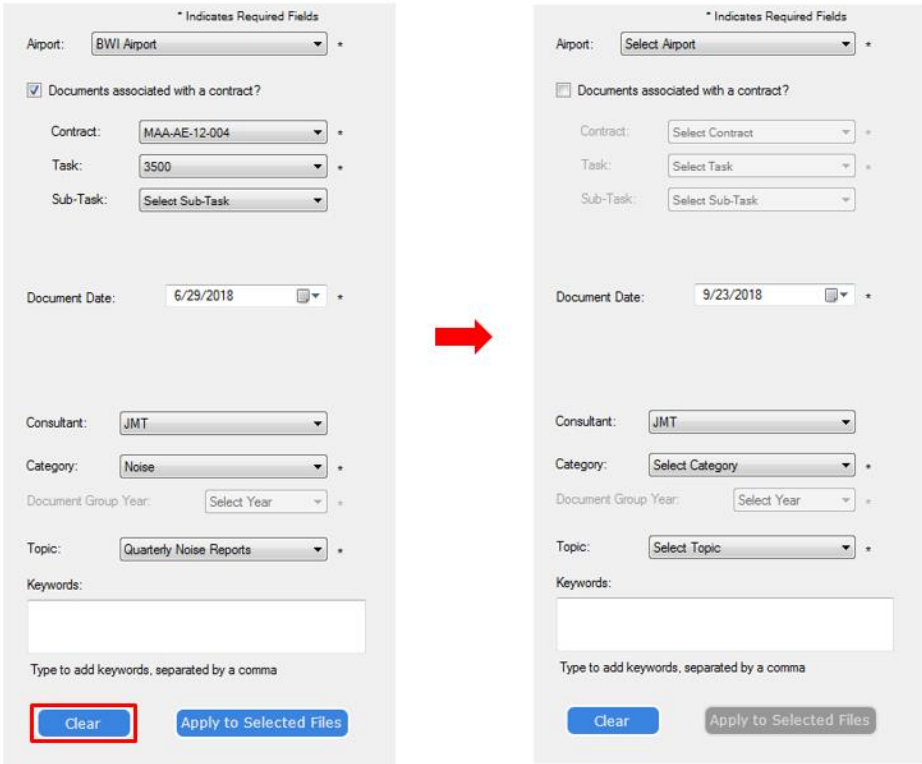 * Indicates Required Fields
Airport: BWI Airport *
Documents associated with a contract?
Contract: MAA-AE-12-004 *
Task: 3500 *
Sub-Task: Select Sub-Task
Document Date: 6/29/2018 *
Consultant: JMT
Category: Noise *
Document Group Year: Select Year *
Topic: Quarterly Noise Reports *
Keywords:
Type to add keywords, separated by a comma
Clear Apply to Selected Files
* Indicates Required Fields
Airport: Select Airport *
Documents associated with a contract?
Contract: Select Contract *
Task: Select Task *
Sub-Task: Select Sub-Task
Document Date: 9/23/2018 *
Consultant: JMT
Category: Select Category *
Document Group Year: Select Year *
Topic: Select Topic *
Keywords:
Type to add keywords, separated by a comma
Clear Apply to Selected Files